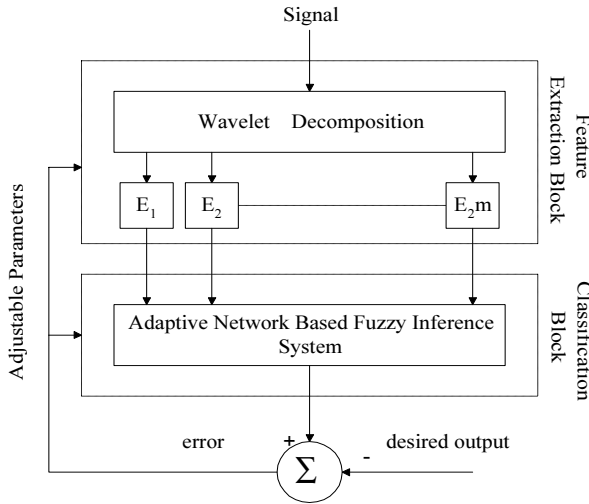 Signal
Wavelet Decomposition
Feature
Extraction Block
E1
E2
E2m
Adjustable Parameters
Adaptive Network Based Fuzzy Inference
System
Classification
Block
error
+
-
desired output
Σ